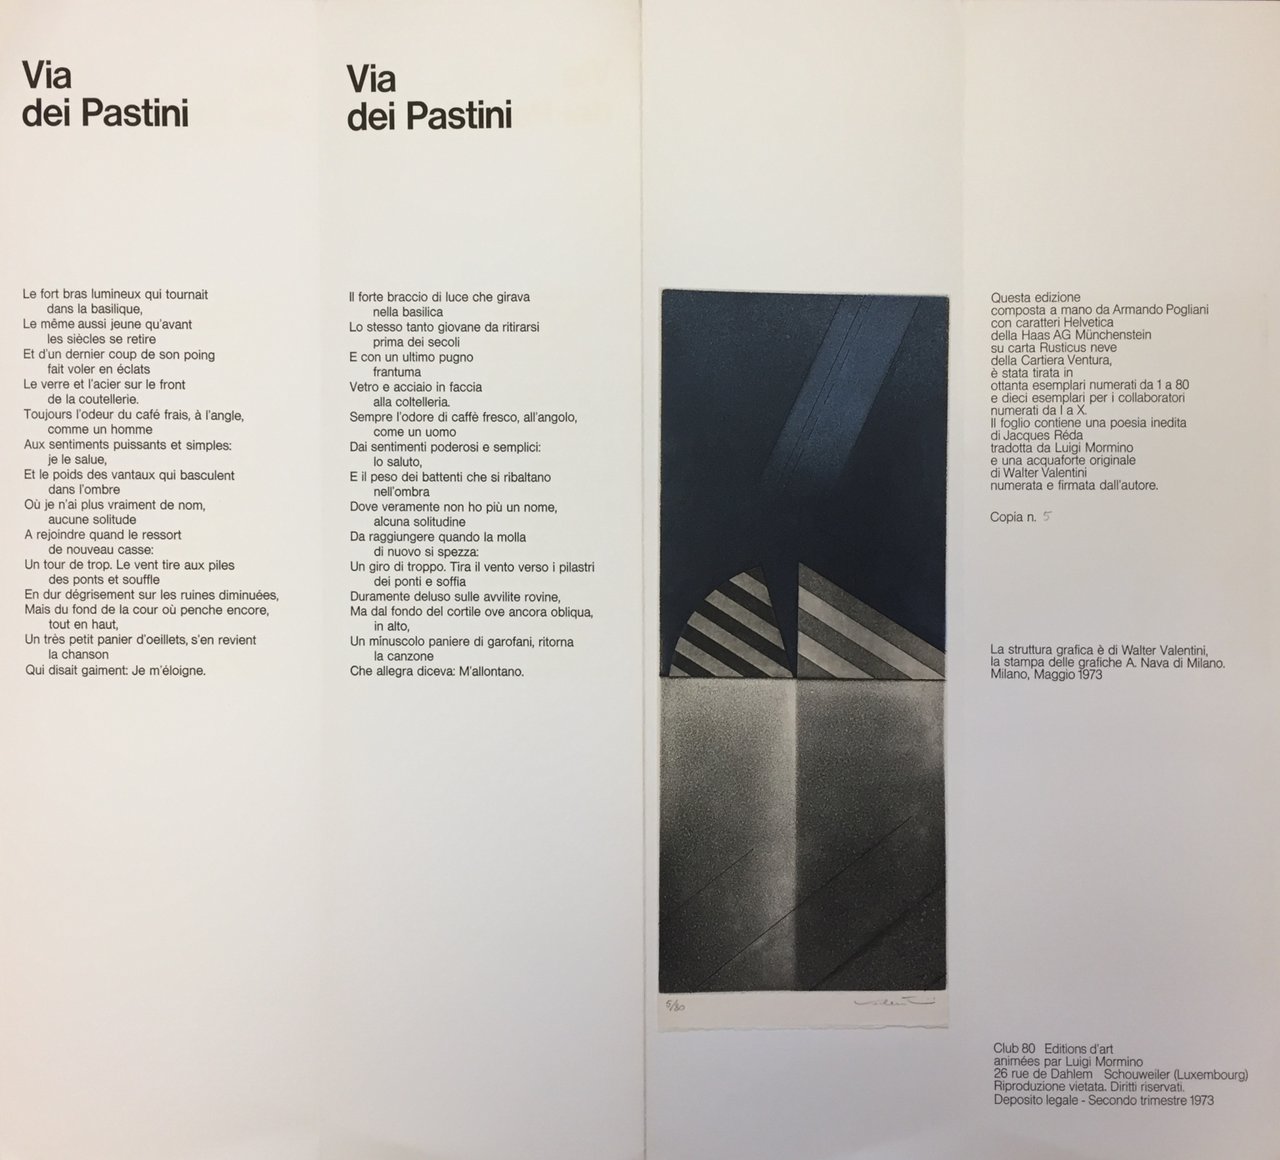 Via
dei Pastini
Le fort bras lumineux qui tournait
dans la basilique,
Le même aussi jeune qu'avant
les siècles se retire
Et d'un dernier coup de son poing
fait voler en éclats
Le verre et l'acier sur le front
de la coutellerie.
Toujours l'odeur du café frais, à l'angle,
comme un homme
Aux sentiments puissants et simples:
je le salue,
Et le poids des vantaux qui basculent
dans l'ombre
Où je n'ai plus vraiment de nom,
aucune solitude
A rejoindre quand le ressort
de nouveau casse:
Un tour de trop. Le vent tire aux piles
des ponts et souffle
En dur dégrisement sur les ruines diminuées,
Mais du fond de la cour où penche encore,
tout en haut,
Un très petit panier d'oeillets, s'en revient
la chanson
Qui disait gaiment: Je m'éloigne.
Via
dei Pastini
Il forte braccio di luce che girava
nella basilica
Lo stesso tanto giovane da ritirarsi
prima dei secoli
E con un ultimo pugno
frantuma
Vetro e acciaio in faccia
alla coltelleria.
Sempre l'odore di caffè fresco, all'angolo,
come un uomo
Dai sentimenti poderosi e semplici:
lo saluto,
E il peso dei battenti che si ribaltano
nell'ombra
Dove veramente non ho più un nome,
alcuna solitudine
Da raggiungere quando la molla
di nuovo si spezza:
Un giro di troppo. Tira il vento verso i pilastri
dei ponti e soffia
Duramente deluso sulle avvilite rovine,
Ma dal fondo del cortile ove ancora obliqua,
in alto,
Un minuscolo paniere di garofani, ritorna
la canzone
Che allegra diceva: M'allontano.
5/80
Valentini
Questa edizione
composta a mano da Armando Pogliani
con caratteri Helvetica
della Haas AG Münchenstein
su carta Rusticus neve
della Cartiera Ventura,
è stata tirata in
ottanta esemplari numerati da 1 a 80
e dieci esemplari per i collaboratori
numerati da I a X.
Il foglio contiene una poesia inedita
di Jacques Réda
tradotta da Luigi Mormino
e una acquaforte originale
di Walter Valentini
numerata e firmata dall'autore.
Copia n. 5
La struttura grafica è di Walter Valentini,
la stampa delle grafiche A. Nava di Milano.
Milano, Maggio 1973
Club 80 Editions d'art
animées par Luigi Mormino
26 rue de Dahlem Schouweiler (Luxembourg)
Riproduzione vietata. Diritti riservati.
Deposito legale - Secondo trimestre 1973